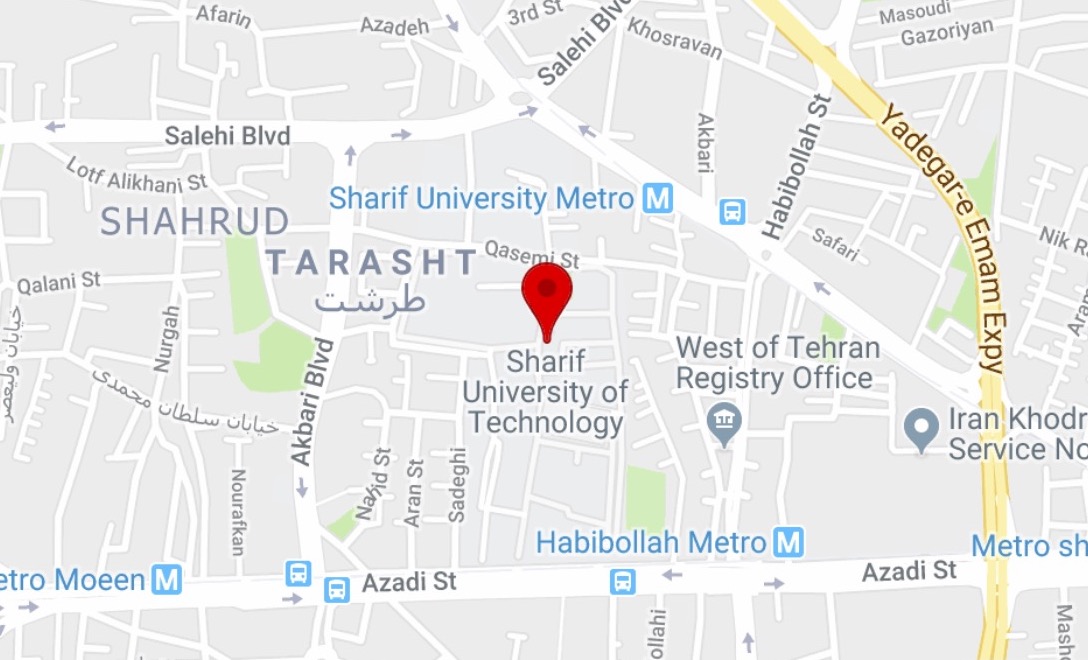 Afarin
Azadeh
3rd St
Salehi Blvd
Khosravan
Masoudi
Gazoriyan
Salehi Blvd
Akbari
Habibollah St
Yadegar-e Emam Expy
Lotf Alikhani St
Sharif University Metro
M
SHAHRUD
TARASHT
طرشت
Qasemi St
Safari
Nik
Qalani St
Nurgah
خیابان ولیعصر
Akbari Blvd
خیابان سلطان محمدی
Sharif
University of
Technology
West of Tehran
Registry Office
Iran Khodr
Service No
Nourafkan
Nahid St
Aran St
Sadeghi
Habibollah Metro
M
Metro sh
etro Moeen
M
Azadi St
Azadi St
ollahi